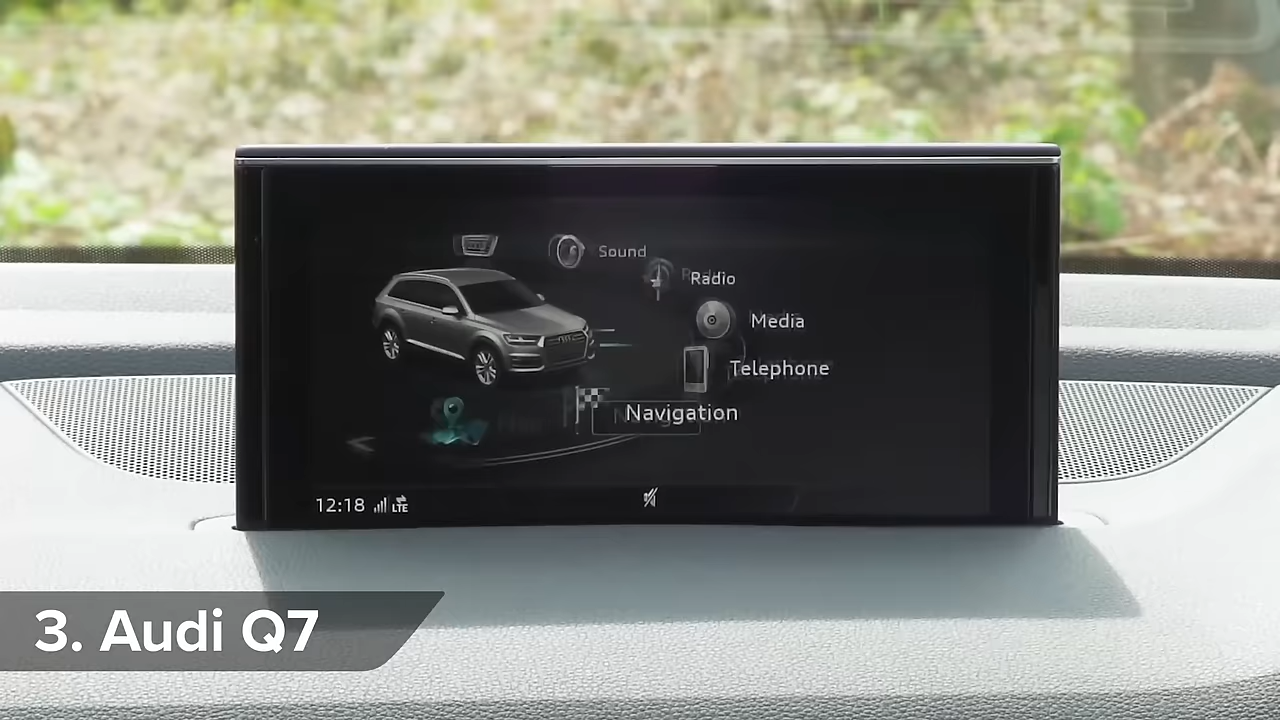 Sound
Radio
Media
Telephone
Navigation
12:18 LTE
3. Audi Q7